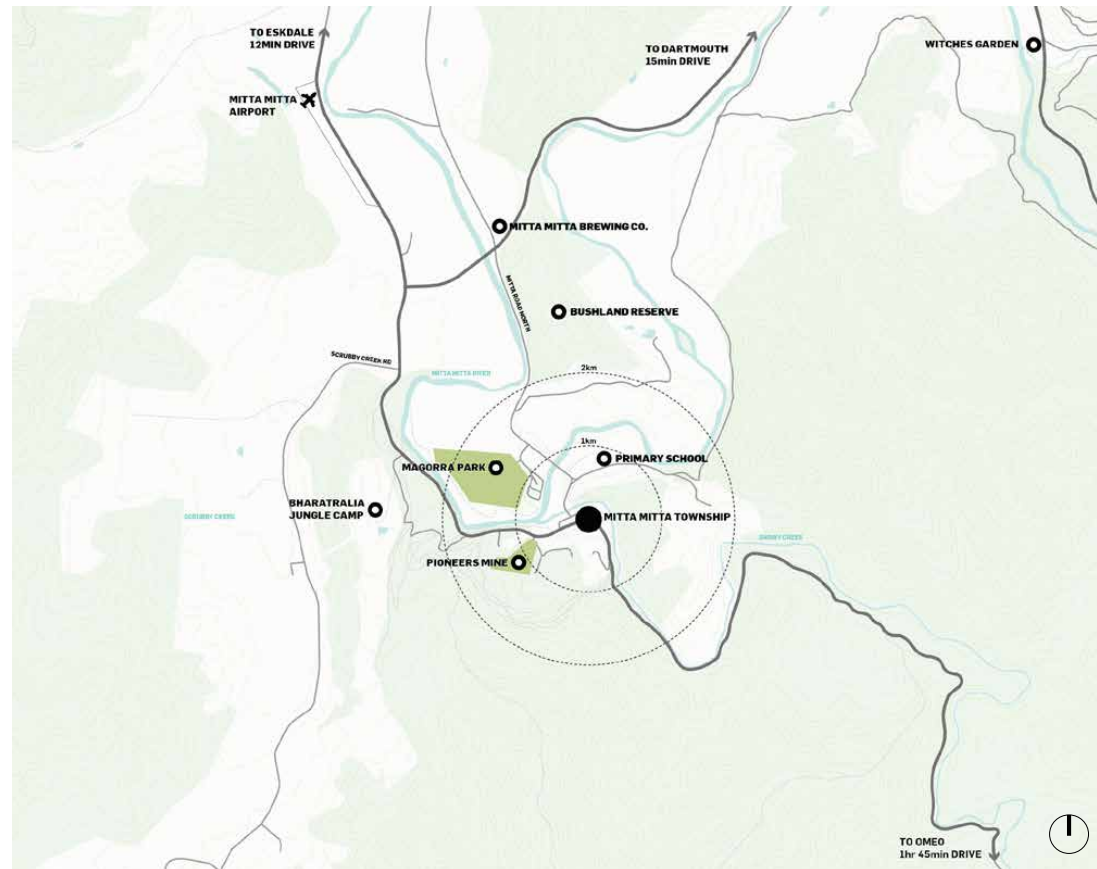 TO ESKDALE
12MIN DRIVE
TO DARTMOUTH
15min DRIVE
WITCHES GARDEN
MITTA MITTA
AIRPORT
MITTA MITTA BREWING CO.
MITTA ROAD NORTH
BUSHLAND RESERVE
SCRUBBY CREEK RD
MITTA MITTA RIVER
2km
1km
MAGORRA PARK
PRIMARY SCHOOL
BHARATRALIA
JUNGLE CAMP
SCRUBBY CREEK
MITTA MITTA TOWNSHIP
SNOWY CREEK
PIONEERS MINE
TO OMEO
1hr 45min DRIVE